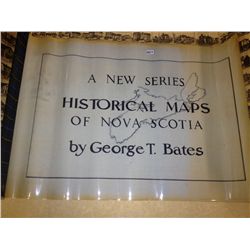 A NEW SERIES
HISTORICAL MAPS
OF NOVA SCOTIA
by George T. Bates